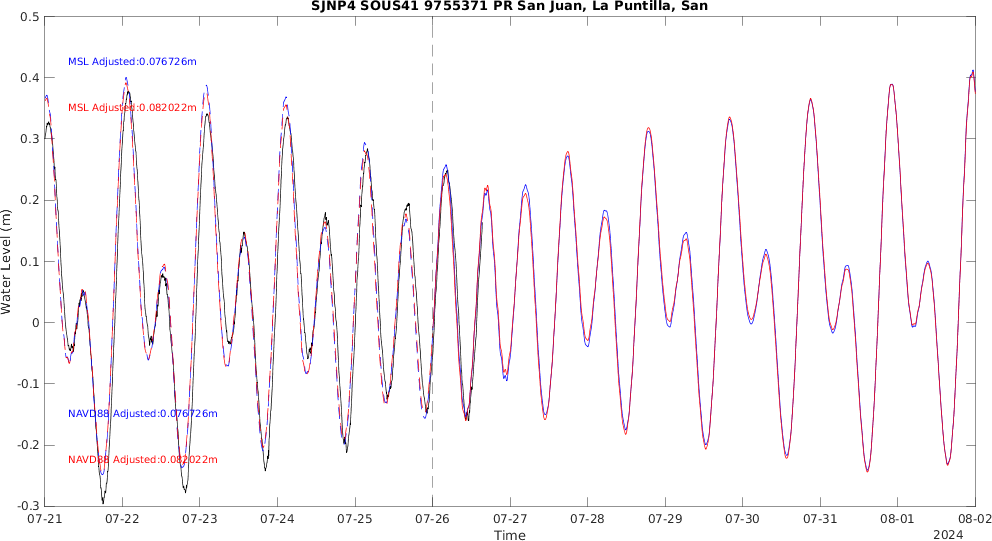 SJNP4 SOUS41 9755371 PR San Juan, La Puntilla, San
0.5
MSL Adjusted:0.076726m
0.4
MSL Adjusted:0.082022m
0.3
0.2
Water Level (m)
0.1
0
-0.1
NAVD88 Adjusted:0.076726m
-0.2
NAVD88 Adjusted:0.082022m
-0.3
07-21 07-22 07-23 07-24 07-25 07-26 07-27 07-28 07-29 07-30 07-31 08-01 08-02
Time
2024